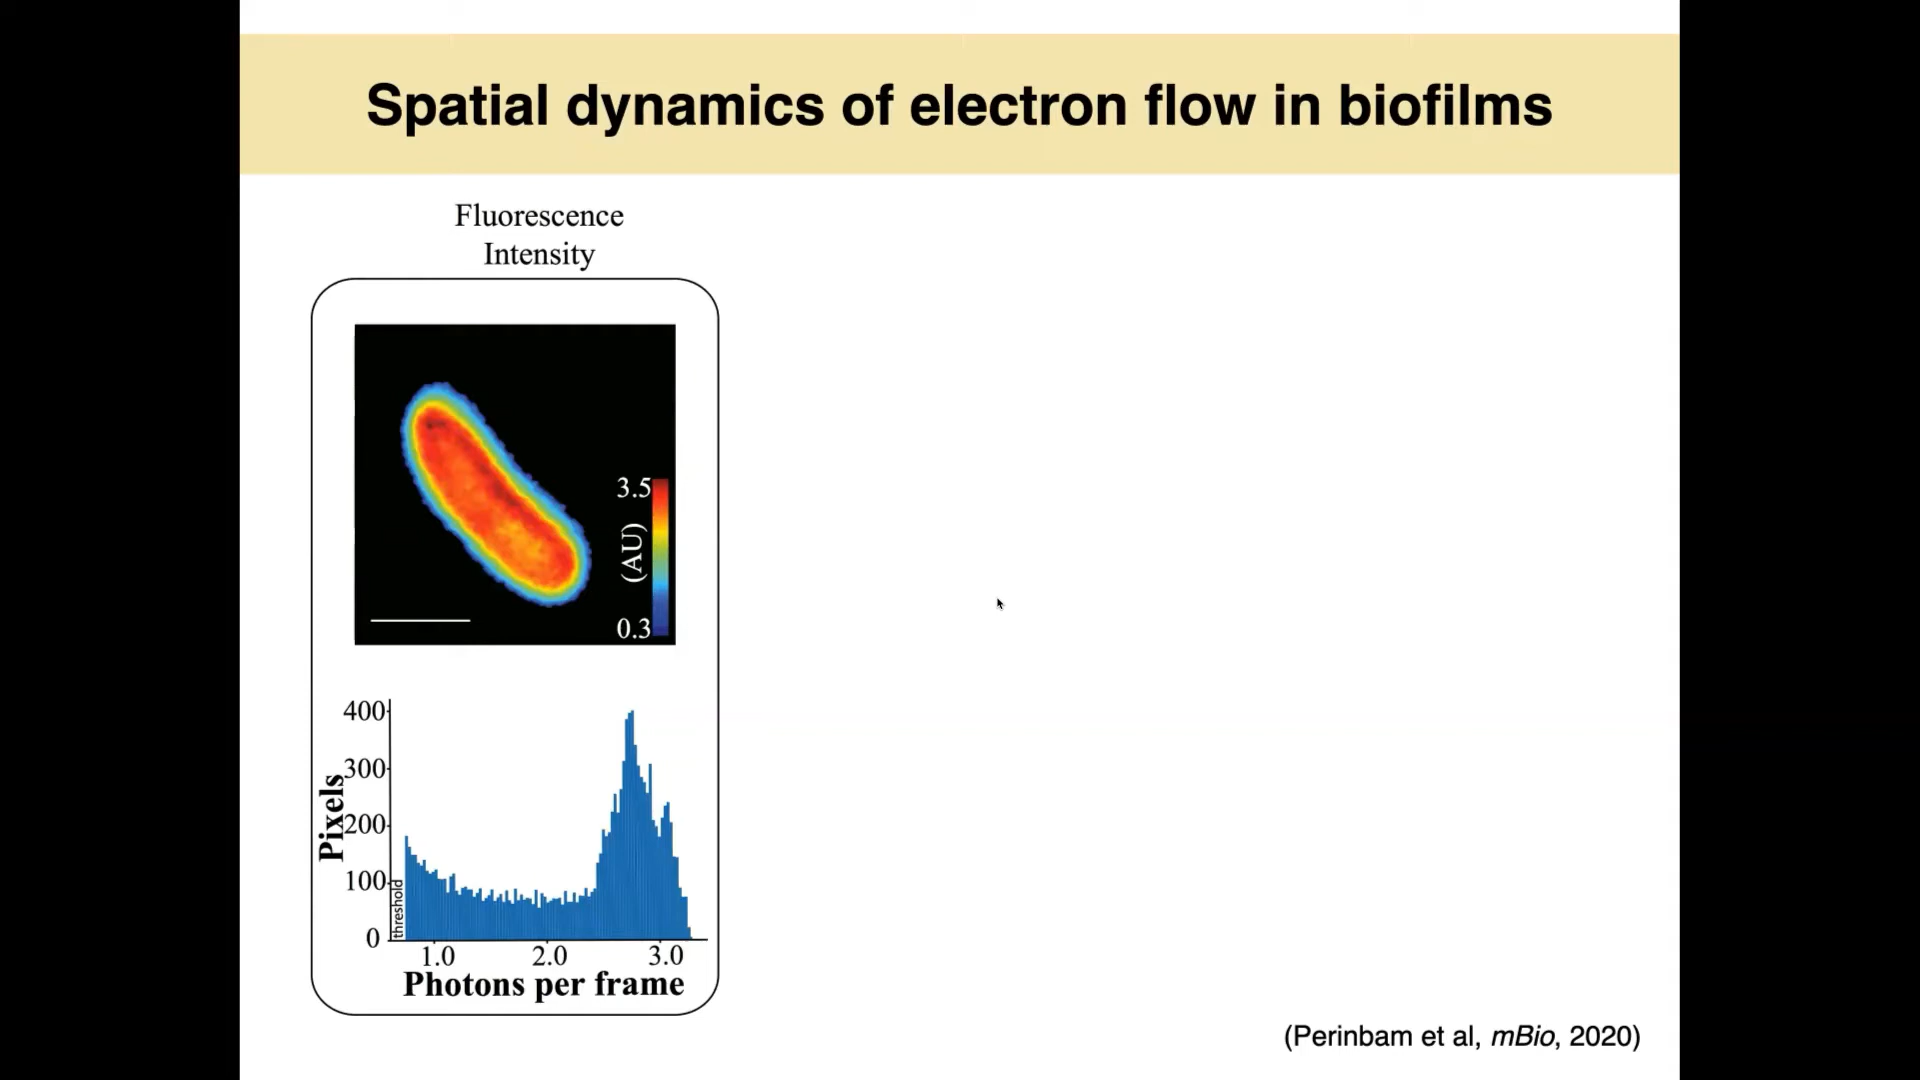 Spatial dynamics of electron flow in biofilms
Fluorescence
Intensity
3.5
(AU)
0.3
400
300
200
100
0
Pixels
threshold
1.0 2.0 3.0
Photons per frame
(Perinbam et al, mBio, 2020)